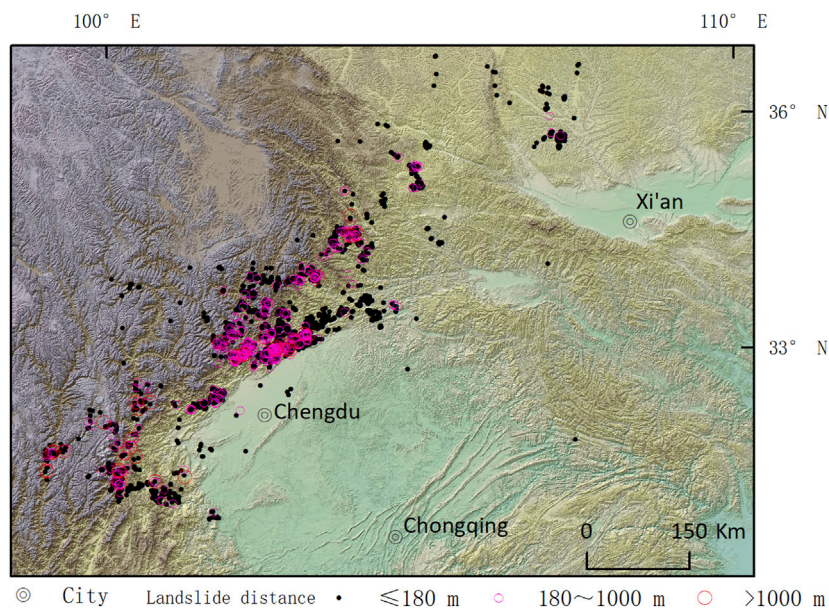 100° E 110° E
36° N
Xi'an
33° N
Chengdu
Chongqing
0 150 Km
City Landslide distance ≤180 m 180～1000 m >1000 m